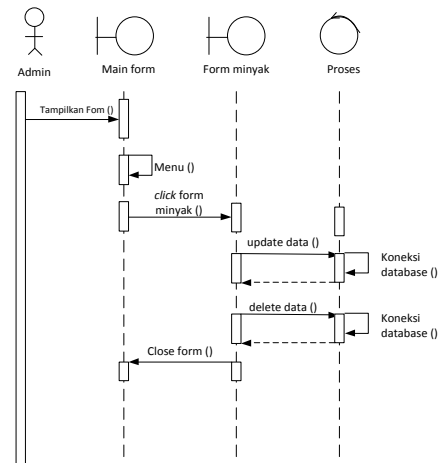 Admin
Main form
Form minyak
Proses
Tampilkan Fom ()
Menu ()
click form
minyak ()
update data ()
Koneksi
database ()
delete data ()
Koneksi
database ()
Close form ()